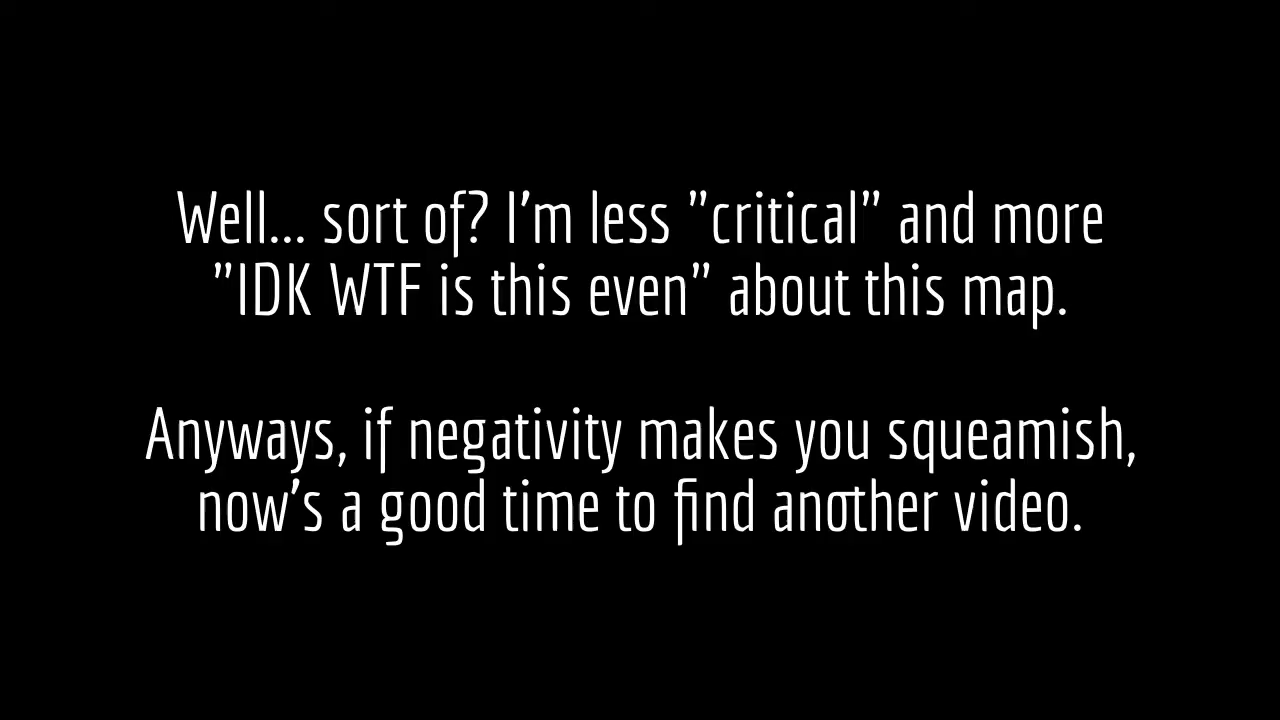 Well... sort of? I'm less "critical" and more
"IDK WTF is this even" about this map.
Anyways, if negativity makes you squeamish,
now's a good time to find another video.